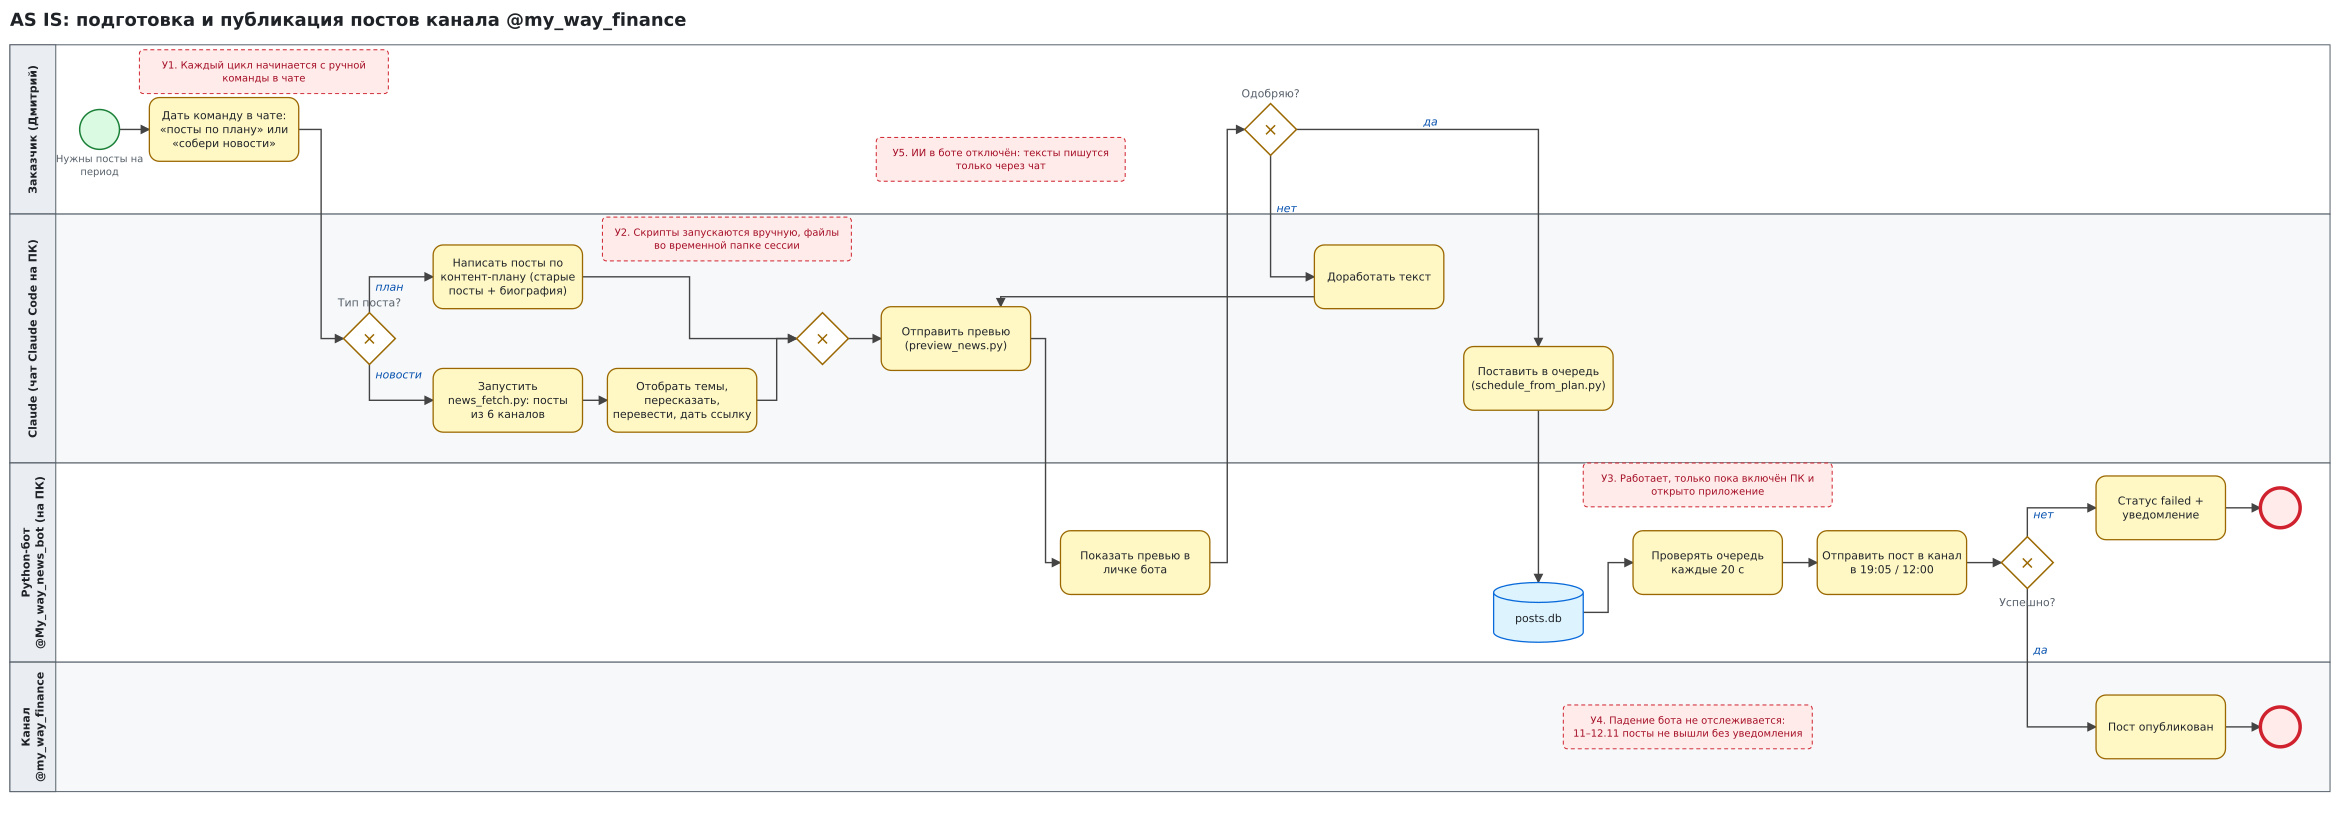 AS IS: подготовка и публикация постов канала @my_way_finance
Заказчик (Дмитрий)
У1. Каждый цикл начинается с ручной
команды в чате
Нужны посты на
период
Дать команду в чате:
«посты по плану» или
«собери новости»
У5. ИИ в боте отключён: тексты пишутся
только через чат
Одобряю?
да
нет
Claude (чат Claude Code на ПК)
Тип поста?
план
новости
Написать посты по
контент-плану (старые
посты + биография)
У2. Скрипты запускаются вручную, файлы
во временной папке сессии
Запустить
news_fetch.py: посты
из 6 каналов
Отобрать темы,
пересказать,
перевести, дать ссылку
Отправить превью
(preview_news.py)
Доработать текст
Поставить в очередь
(schedule_from_plan.py)
Python-бот
@My_way_news_bot (на ПК)
Показать превью в
личке бота
posts.db
У3. Работает, только пока включён ПК и
открыто приложение
Проверять очередь
каждые 20 с
Отправить пост в канал
в 19:05 / 12:00
Успешно?
нет
Статус failed +
уведомление
да
Канал
@my_way_finance
У4. Падение бота не отслеживается:
11–12.11 посты не вышли без уведомления
Пост опубликован